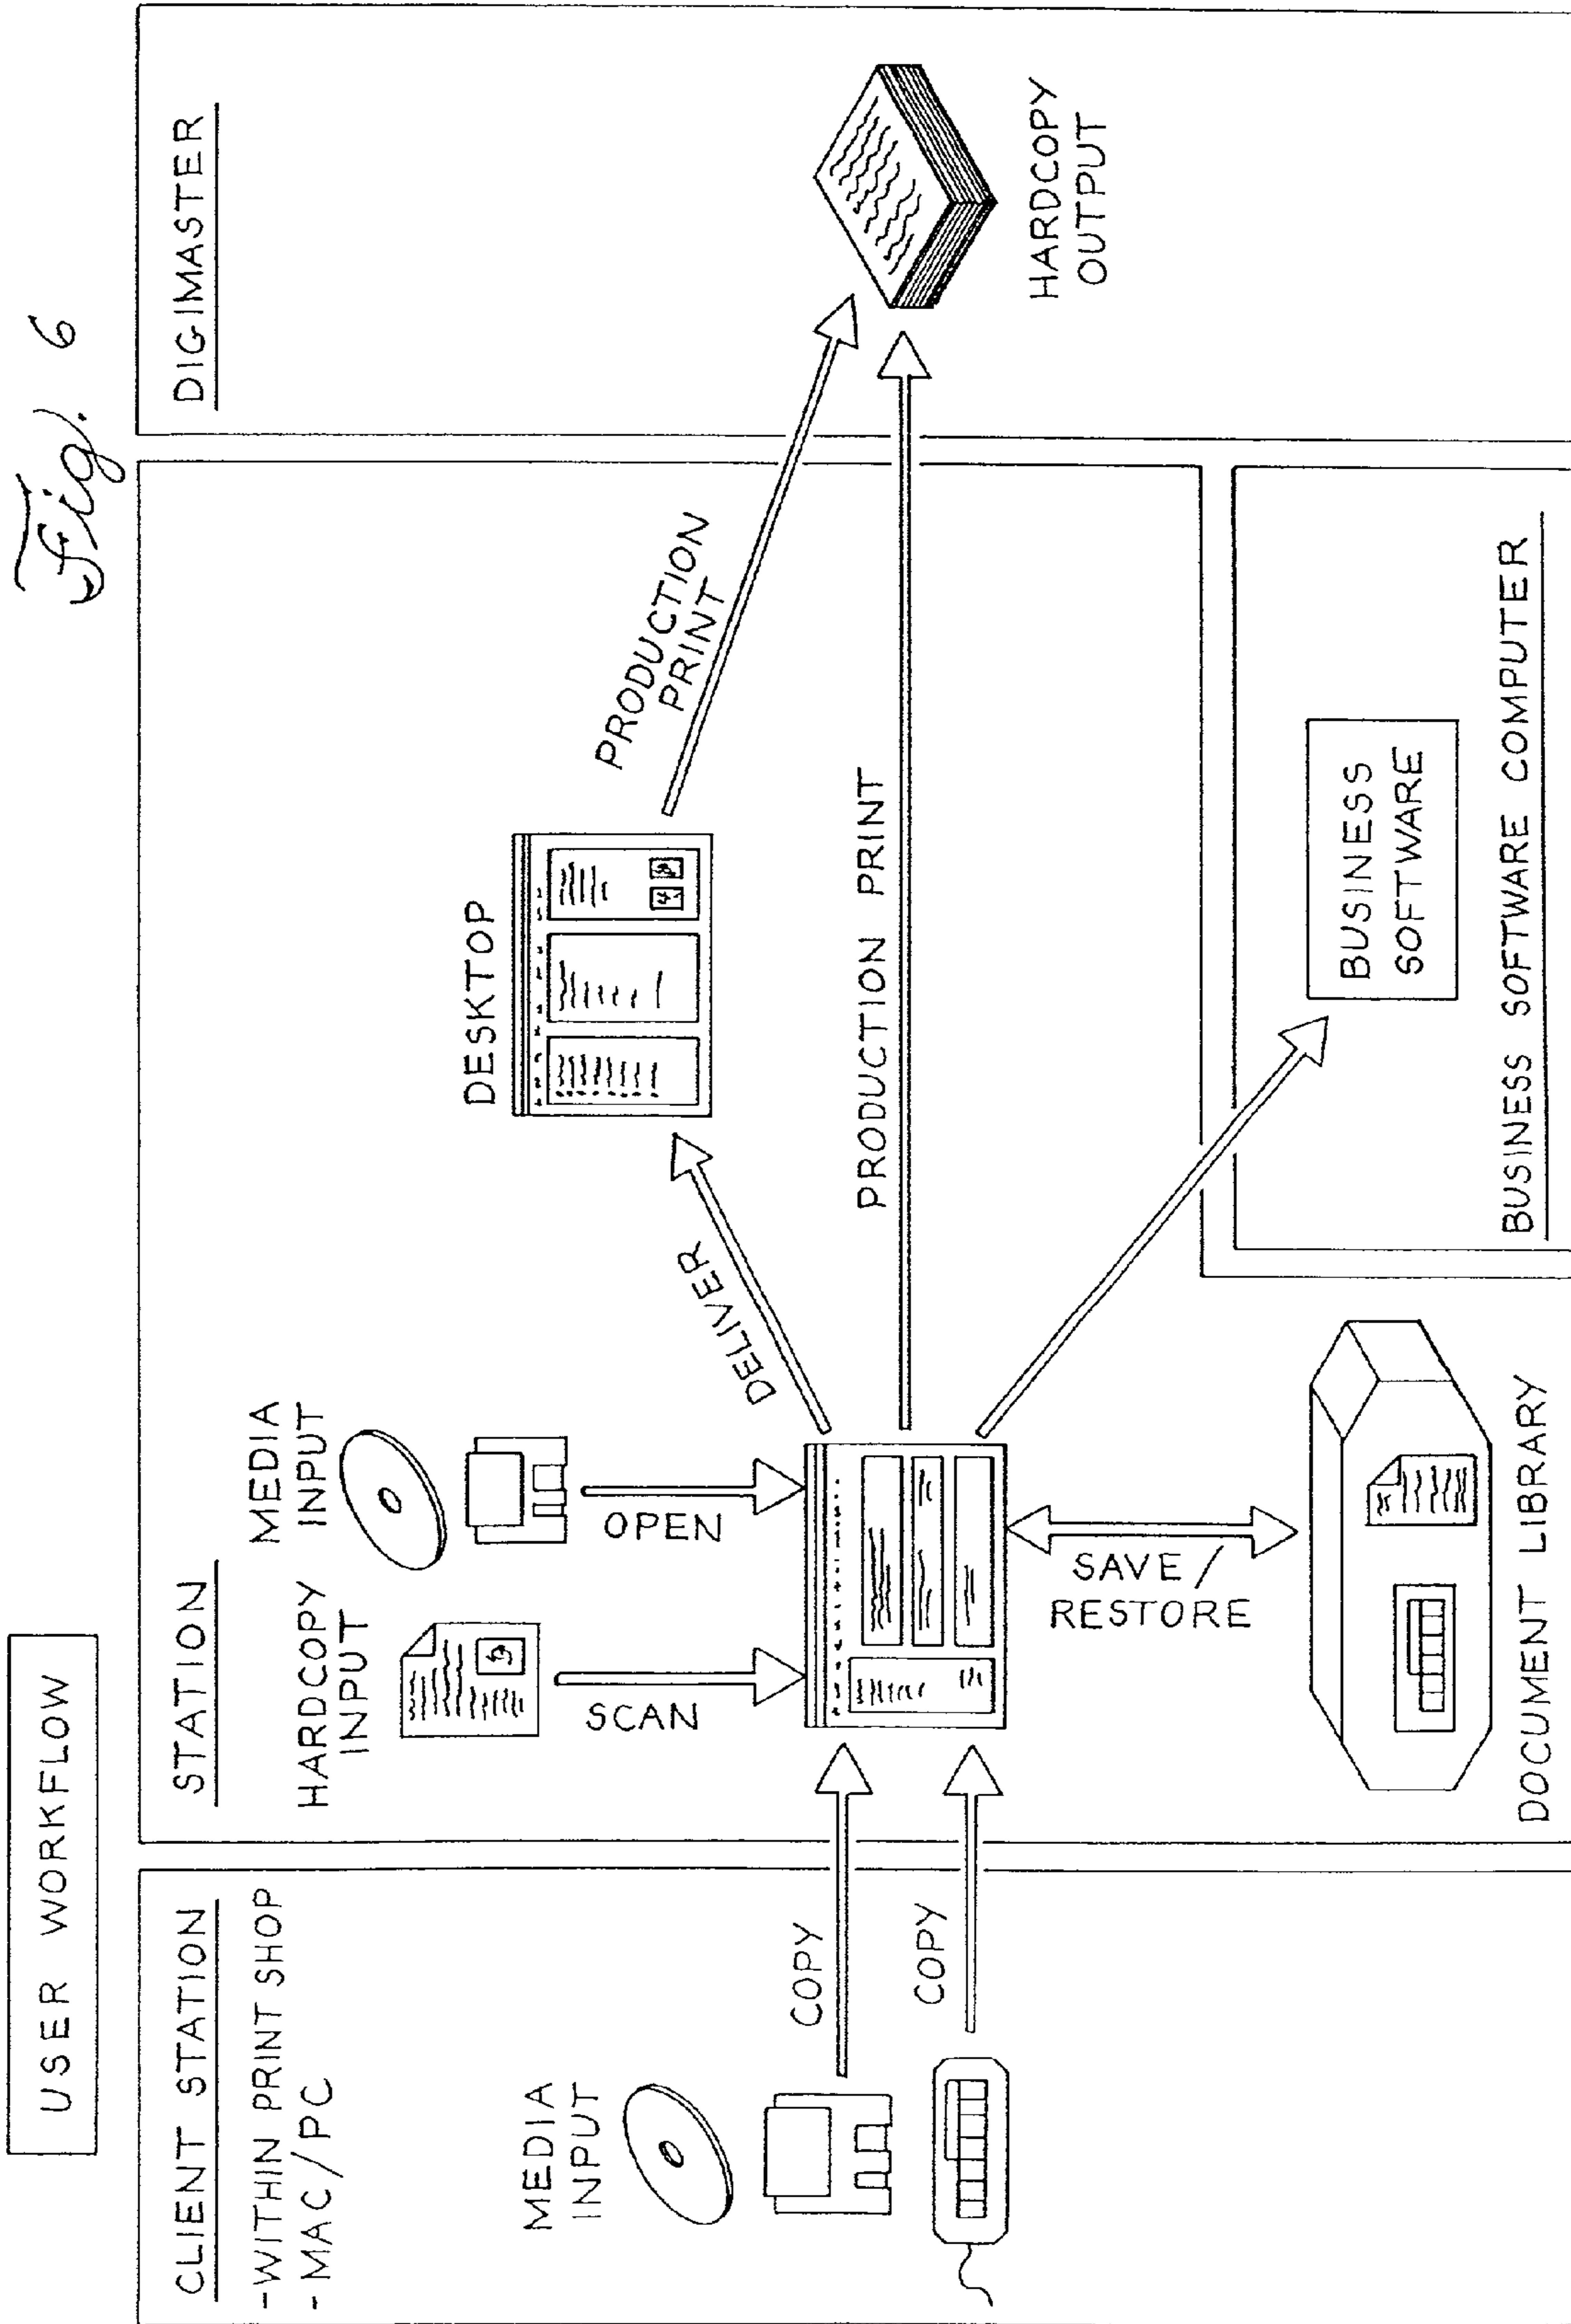 Fig. 6
USER WORKFLOW
CLIENT STATION
-WITHIN PRINT SHOP
- MAC/PC
MEDIA
INPUT
COPY
COPY
STATION
HARDCOPY
INPUT
SCAN
MEDIA
INPUT
OPEN
DELIVER
DESKTOP
PRODUCTION
PRINT
PRODUCTION PRINT
SAVE/
RESTORE
DOCUMENT LIBRARY
BUSINESS
SOFTWARE
BUSINESS SOFTWARE COMPUTER
DIGIMASTER
HARDCOPY
OUTPUT